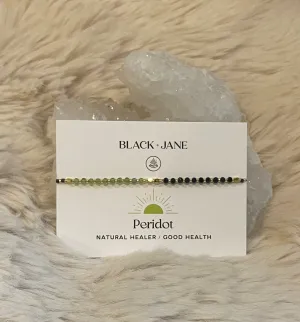 BLACK · JANE
Peridot
NATURAL HEALER / GOOD HEALTH